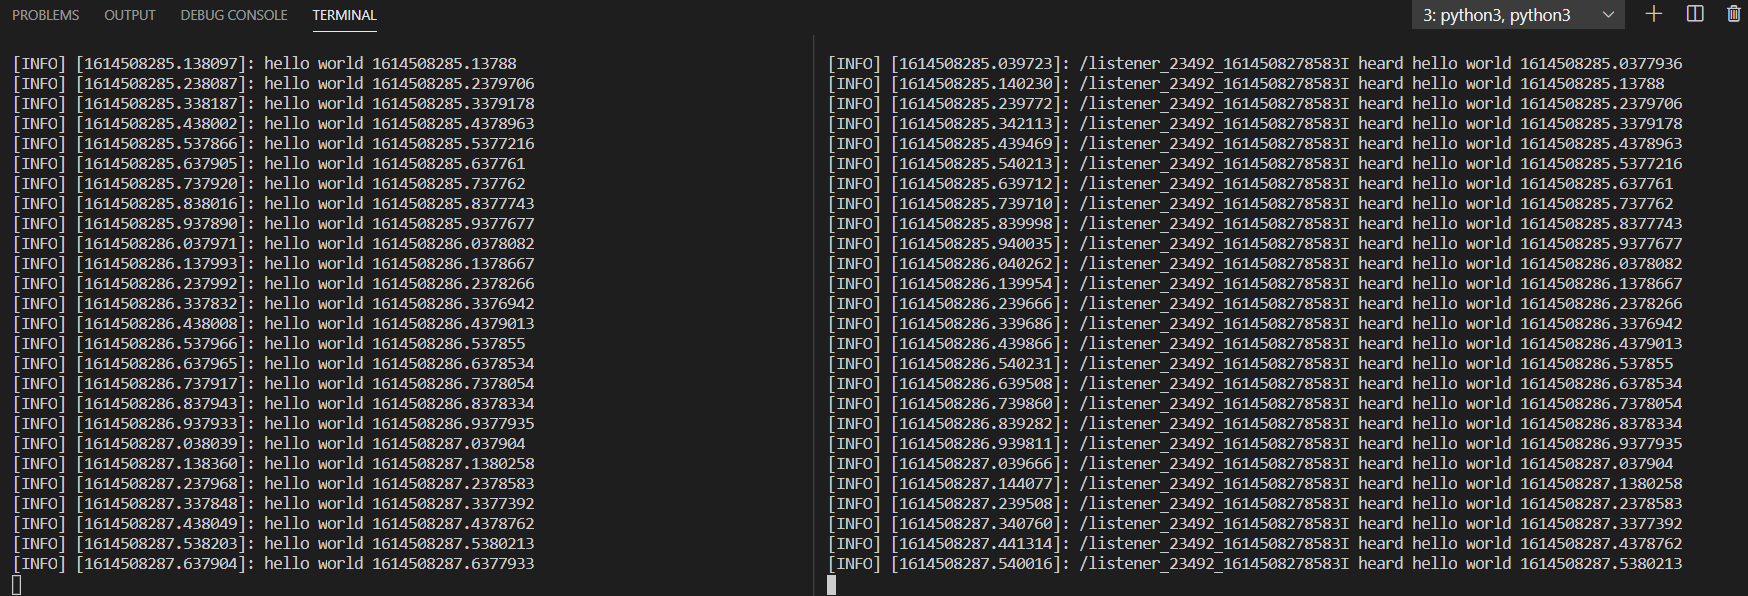 PROBLEMS OUTPUT DEBUG CONSOLE TERMINAL 3: python3, python3
[INFO] [1614508285.138097]: hello world 1614508285.13788
[INFO] [1614508285.238087]: hello world 1614508285.2379706
[INFO] [1614508285.338187]: hello world 1614508285.3379178
[INFO] [1614508285.438002]: hello world 1614508285.4378963
[INFO] [1614508285.537866]: hello world 1614508285.5377216
[INFO] [1614508285.637905]: hello world 1614508285.637761
[INFO] [1614508285.737920]: hello world 1614508285.737762
[INFO] [1614508285.838016]: hello world 1614508285.8377743
[INFO] [1614508285.937890]: hello world 1614508285.9377677
[INFO] [1614508286.037971]: hello world 1614508286.0378082
[INFO] [1614508286.137993]: hello world 1614508286.1378667
[INFO] [1614508286.237992]: hello world 1614508286.2378266
[INFO] [1614508286.337832]: hello world 1614508286.3376942
[INFO] [1614508286.438008]: hello world 1614508286.4379013
[INFO] [1614508286.537966]: hello world 1614508286.537855
[INFO] [1614508286.637965]: hello world 1614508286.6378534
[INFO] [1614508286.737917]: hello world 1614508286.7378054
[INFO] [1614508286.837943]: hello world 1614508286.8378334
[INFO] [1614508286.937933]: hello world 1614508286.9377935
[INFO] [1614508287.038039]: hello world 1614508287.037904
[INFO] [1614508287.138360]: hello world 1614508287.1380258
[INFO] [1614508287.237968]: hello world 1614508287.2378583
[INFO] [1614508287.337848]: hello world 1614508287.3377392
[INFO] [1614508287.438049]: hello world 1614508287.4378762
[INFO] [1614508287.538203]: hello world 1614508287.5380213
[INFO] [1614508287.637904]: hello world 1614508287.6377933
[INFO] [1614508285.039723]: /listener_23492_1614508278583I heard hello world 1614508285.0377936
[INFO] [1614508285.140230]: /listener_23492_1614508278583I heard hello world 1614508285.13788
[INFO] [1614508285.239772]: /listener_23492_1614508278583I heard hello world 1614508285.2379706
[INFO] [1614508285.342113]: /listener_23492_1614508278583I heard hello world 1614508285.3379178
[INFO] [1614508285.439469]: /listener_23492_1614508278583I heard hello world 1614508285.4378963
[INFO] [1614508285.540213]: /listener_23492_1614508278583I heard hello world 1614508285.5377216
[INFO] [1614508285.639712]: /listener_23492_1614508278583I heard hello world 1614508285.637761
[INFO] [1614508285.739710]: /listener_23492_1614508278583I heard hello world 1614508285.737762
[INFO] [1614508285.839998]: /listener_23492_1614508278583I heard hello world 1614508285.8377743
[INFO] [1614508285.940035]: /listener_23492_1614508278583I heard hello world 1614508285.9377677
[INFO] [1614508286.040262]: /listener_23492_1614508278583I heard hello world 1614508286.0378082
[INFO] [1614508286.139954]: /listener_23492_1614508278583I heard hello world 1614508286.1378667
[INFO] [1614508286.239666]: /listener_23492_1614508278583I heard hello world 1614508286.2378266
[INFO] [1614508286.339686]: /listener_23492_1614508278583I heard hello world 1614508286.3376942
[INFO] [1614508286.439866]: /listener_23492_1614508278583I heard hello world 1614508286.4379013
[INFO] [1614508286.540231]: /listener_23492_1614508278583I heard hello world 1614508286.537855
[INFO] [1614508286.639508]: /listener_23492_1614508278583I heard hello world 1614508286.6378534
[INFO] [1614508286.739860]: /listener_23492_1614508278583I heard hello world 1614508286.7378054
[INFO] [1614508286.839282]: /listener_23492_1614508278583I heard hello world 1614508286.8378334
[INFO] [1614508286.939811]: /listener_23492_1614508278583I heard hello world 1614508286.9377935
[INFO] [1614508287.039666]: /listener_23492_1614508278583I heard hello world 1614508287.037904
[INFO] [1614508287.144077]: /listener_23492_1614508278583I heard hello world 1614508287.1380258
[INFO] [1614508287.239508]: /listener_23492_1614508278583I heard hello world 1614508287.2378583
[INFO] [1614508287.340760]: /listener_23492_1614508278583I heard hello world 1614508287.3377392
[INFO] [1614508287.441314]: /listener_23492_1614508278583I heard hello world 1614508287.4378762
[INFO] [1614508287.540016]: /listener_23492_1614508278583I heard hello world 1614508287.5380213